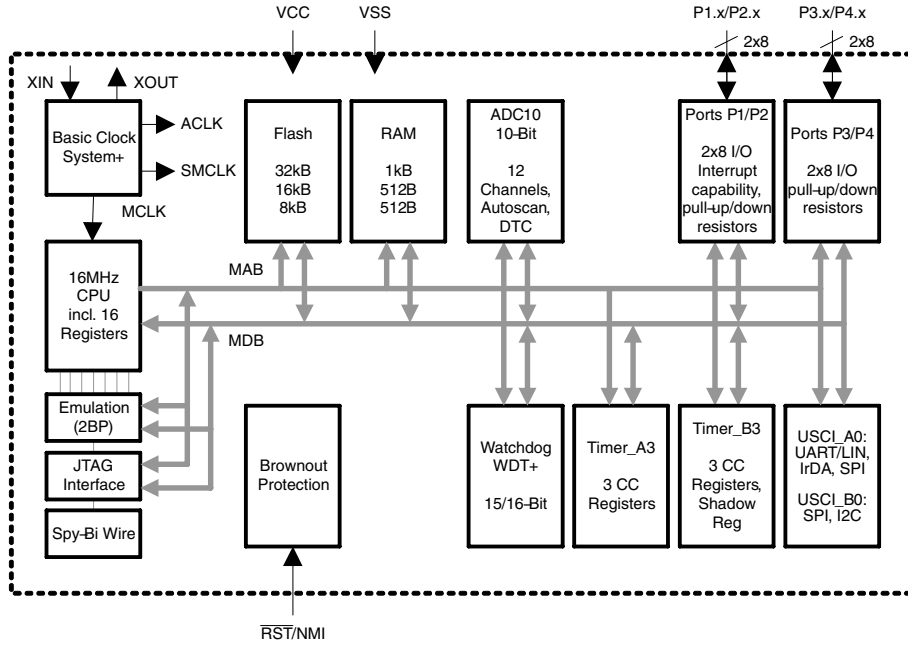 VCC
VSS
P1.x/P2.x
2x8
P3.x/P4.x
2x8
XIN
XOUT
Basic Clock
System+
ACLK
SMCLK
MCLK
Flash
32kB
16kB
8kB
RAM
1kB
512B
512B
ADC10
10-Bit
12
Channels,
Autoscan,
DTC
Ports P1/P2
2x8 I/O
Interrupt
capability,
pull-up/down
resistors
Ports P3/P4
2x8 I/O
pull-up/down
resistors
16MHz
CPU
incl. 16
Registers
MAB
MDB
Emulation
(2BP)
JTAG
Interface
Spy-Bi Wire
Brownout
Protection
Watchdog
WDT+
15/16-Bit
Timer_A3
3 CC
Registers
Timer_B3
3 CC
Registers,
Shadow
Reg
USCI_A0:
UART/LIN,
IrDA, SPI
USCI_B0:
SPI, I2C
RST/NMI